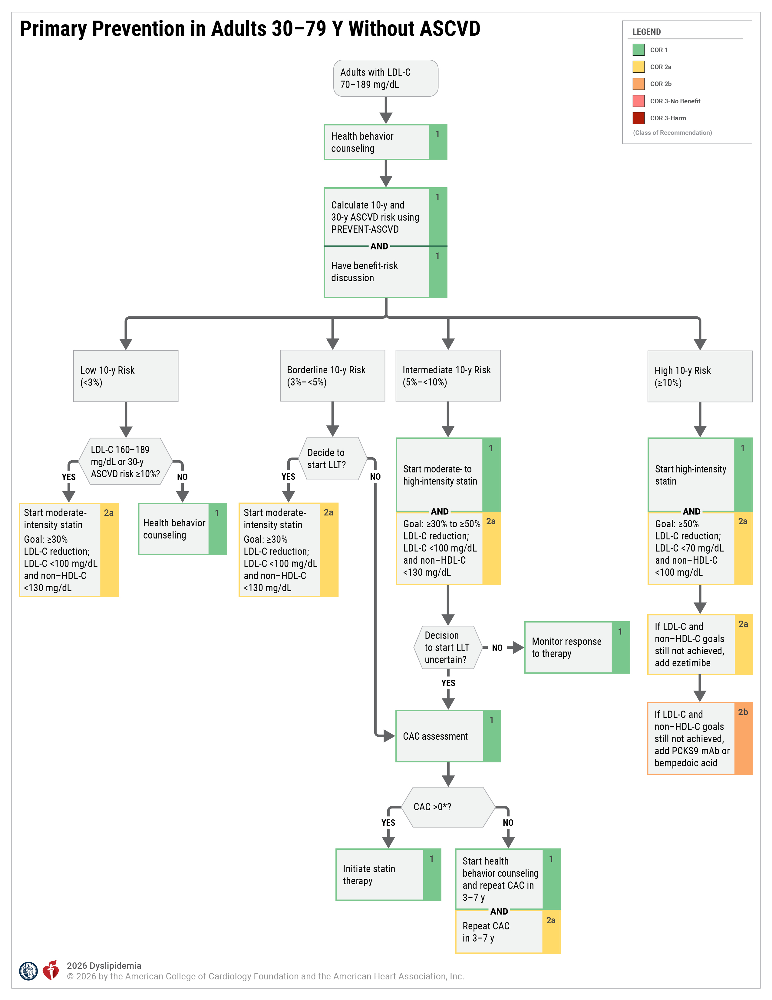 Primary Prevention in Adults 30–79 Y Without ASCVD
LEGEND
COR 1
COR 2a
COR 2b
COR 3-No Benefit
COR 3-Harm
(Class of Recommendation)
Adults with LDL-C
70–189 mg/dL
Health behavior
counseling
1
Calculate 10-y and
30-y ASCVD risk using
PREVENT-ASCVD
1
AND
Have benefit-risk
discussion
1
Low 10-y Risk
(<3%)
Borderline 10-y Risk
(3%–<5%)
Intermediate 10-y Risk
(5%–<10%)
High 10-y Risk
(≥10%)
LDL-C 160–189
mg/dL or 30-y
ASCVD risk ≥10%?
YES
NO
Start moderate-
intensity statin
Goal: ≥30%
LDL-C reduction;
LDL-C <100 mg/dL
and non–HDL-C
<130 mg/dL
2a
Health behavior
counseling
1
Decide to
start LLT?
YES
NO
Start moderate-
intensity statin
Goal: ≥30%
LDL-C reduction;
LDL-C <100 mg/dL
and non–HDL-C
<130 mg/dL
2a
Start moderate- to
high-intensity statin
1
AND
Goal: ≥30% to ≥50%
LDL-C reduction;
LDL-C <100 mg/dL
and non–HDL-C
<130 mg/dL
2a
Decision
to start LLT
uncertain?
NO
Monitor response
to therapy
1
YES
CAC assessment
1
CAC >0*?
YES
NO
Initiate statin
therapy
1
Start health
behavior counseling
and repeat CAC in
3–7 y
1
AND
Repeat CAC
in 3–7 y
2a
Start high-intensity
statin
1
AND
Goal: ≥50%
LDL-C reduction;
LDL-C <70 mg/dL
and non–HDL-C
<100 mg/dL
2a
If LDL-C and
non–HDL-C goals
still not achieved,
add ezetimibe
2a
If LDL-C and
non–HDL-C goals
still not achieved,
add PCKS9 mAb or
bempedoic acid
2b
2026 Dyslipidemia
© 2026 by the American College of Cardiology Foundation and the American Heart Association, Inc.